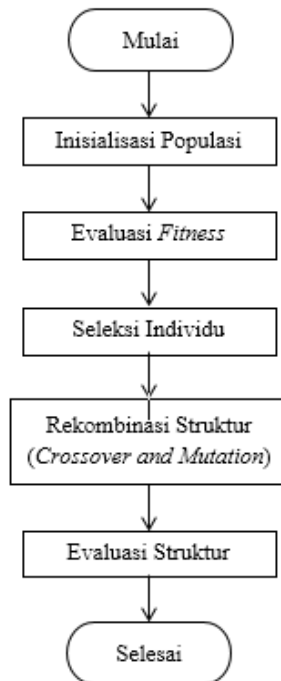 Mulai
Inisialisasi Populasi
Evaluasi Fitness
Seleksi Individu
Rekombinasi Struktur
(Crossover and Mutation)
Evaluasi Struktur
Selesai